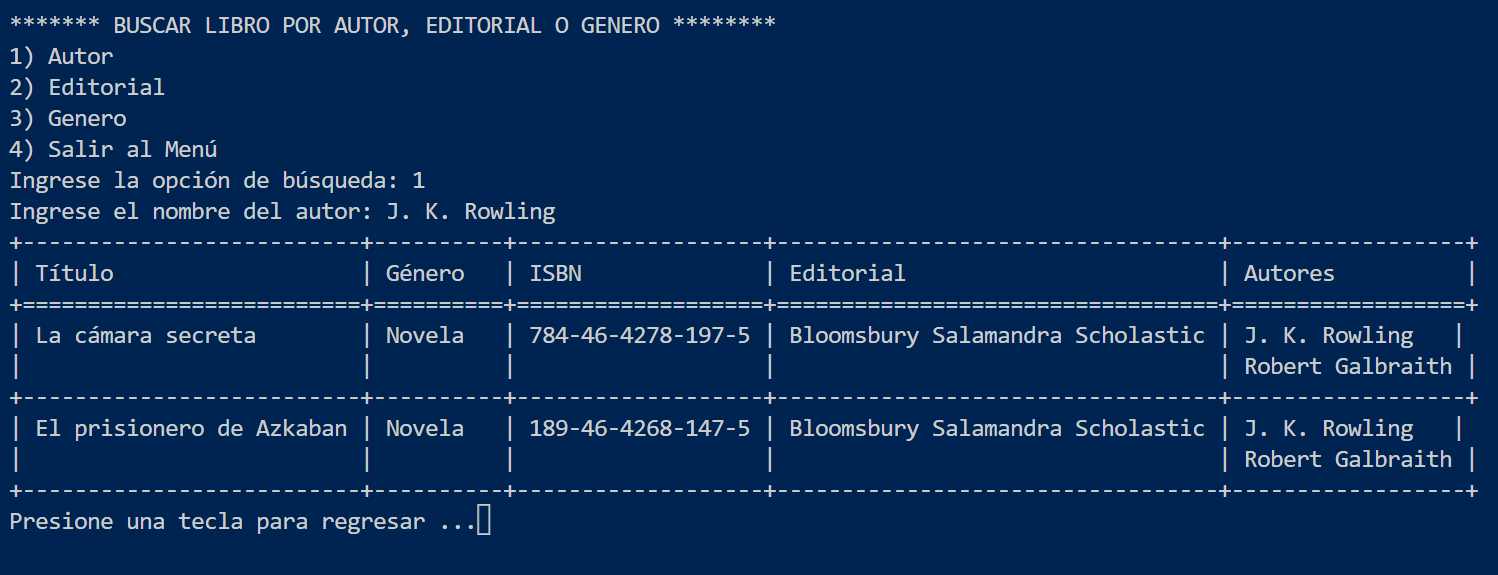 ******* BUSCAR LIBRO POR AUTOR, EDITORIAL O GENERO ********
1) Autor
2) Editorial
3) Genero
4) Salir al Menú
Ingrese la opción de búsqueda: 1
Ingrese el nombre del autor: J. K. Rowling
+--------------------------+----------+-------------------+----------------------------------+------------------+
| Título                   | Género   | ISBN              | Editorial                        | Autores          |
+==========================+==========+===================+==================================+==================+
| La cámara secreta        | Novela   | 784-46-4278-197-5 | Bloomsbury Salamandra Scholastic | J. K. Rowling   |
|                          |          |                   |                                  | Robert Galbraith |
+--------------------------+----------+-------------------+----------------------------------+------------------+
| El prisionero de Azkaban | Novela   | 189-46-4268-147-5 | Bloomsbury Salamandra Scholastic | J. K. Rowling   |
|                          |          |                   |                                  | Robert Galbraith |
+--------------------------+----------+-------------------+----------------------------------+------------------+
Presione una tecla para regresar ...